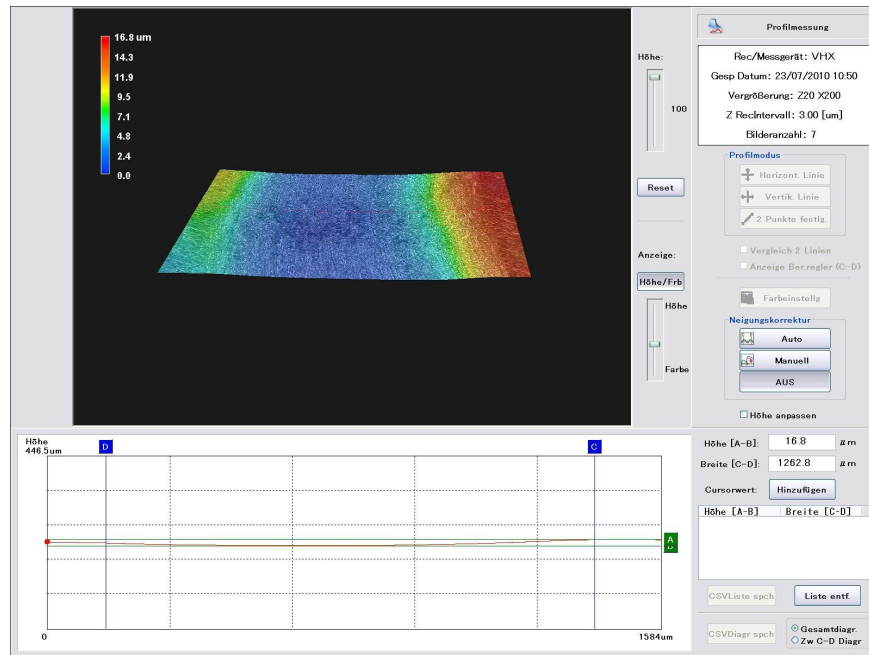 16.8 um
14.3
11.9
9.5
7.1
4.8
2.4
0.0
Höhe:
100
Reset
Anzeige:
Höhe/Frb
Höhe
Farbe
Profilmessung
Rec/Messgerät: VHX
Gesp Datum: 23/07/2010 10:50
Vergrößerung: Z20 X200
Z RecIntervall: 3.00 [um]
Bilderanzahl: 7
Profilmodus
Horizont. Linie
Vertik. Linie
2 Punkte festlg.
Vergleich 2 Linien
Anzeige Ber.regler (C-D)
Farbeinstellg
Neigungskorrektur
Auto
Manuell
AUS
Höhe anpassen
Höhe
446.5um
D
C
A
0
1584um
Höhe [A-B]: 16.8 μm
Breite [C-D]: 1262.8 μm
Cursorwert: Hinzufügen
Höhe [A-B] Breite [C-D]
CSVListe spch Liste entf.
CSVDiagr spch
Gesamtdiagr.
Zw C-D Diagr